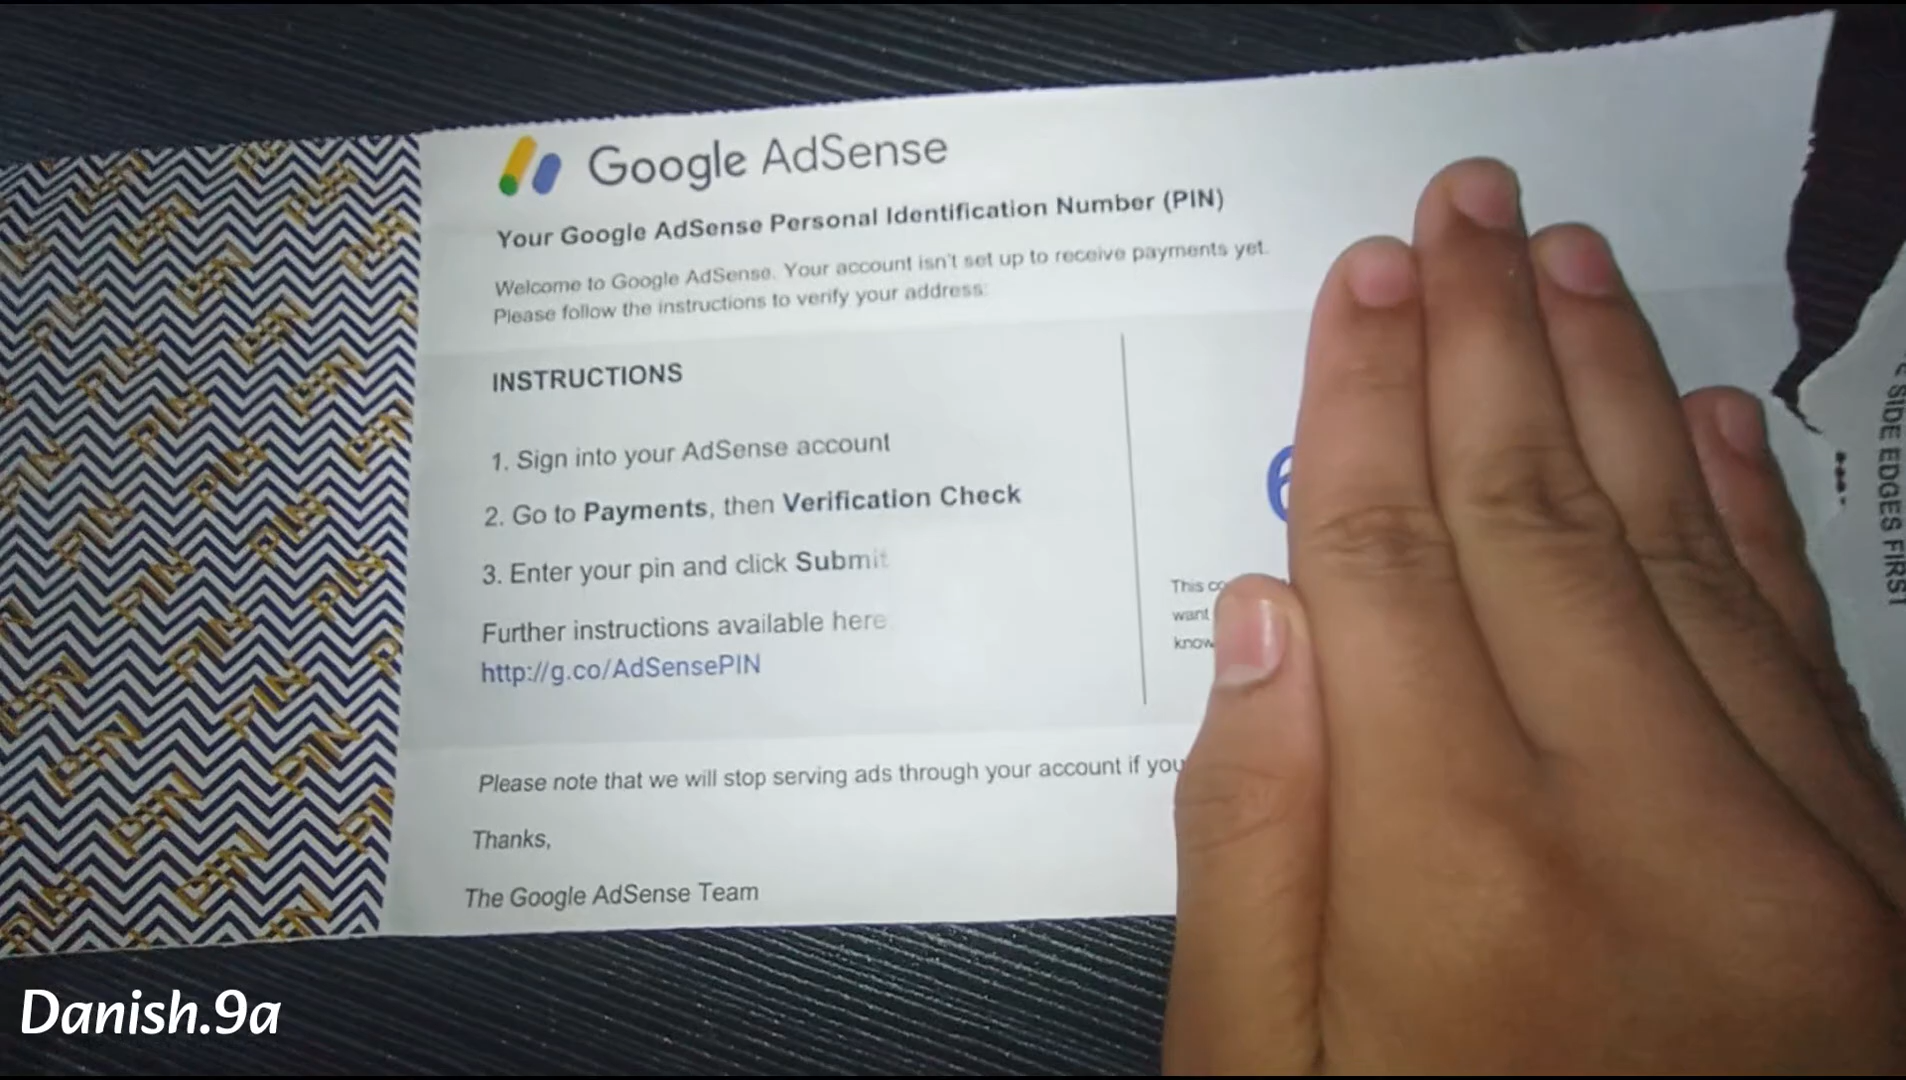 Google AdSense
Your Google AdSense Personal Identification Number (PIN)
Welcome to Google AdSense. Your account isn't set up to receive payments yet.
Please follow the instructions to verify your address:
INSTRUCTIONS
1. Sign into your AdSense account
2. Go to Payments, then Verification Check
3. Enter your pin and click Submit
Further instructions available here
http://g.co/AdSensePIN
6
This
want
know
Please note that we will stop serving ads through your account if you
Thanks,
The Google AdSense Team
SIDE EDGES FIRST
Danish.9a